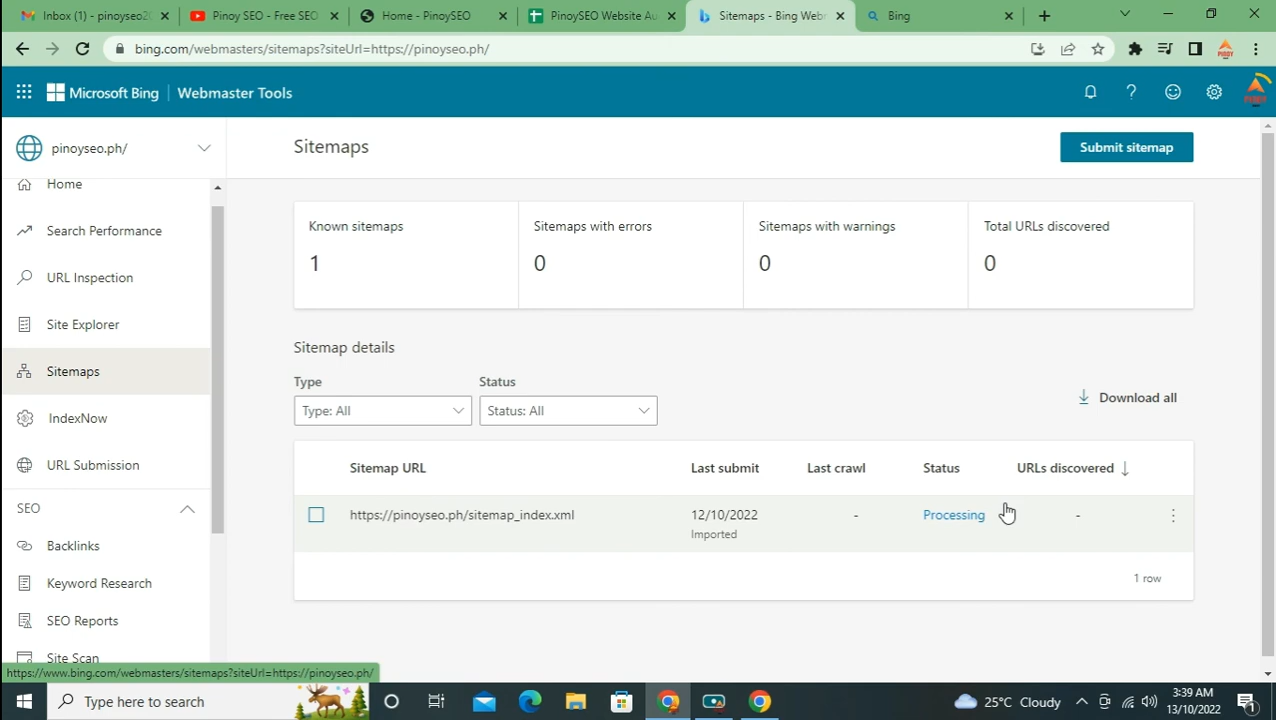 Inbox (1) - pinoyseo20
Pinoy SEO - Free SEO
Home - PinoySEO
PinoySEO Website Au
Sitemaps - Bing Webm
Bing
bing.com/webmasters/sitemaps?siteUrl=https://pinoyseo.ph/
Microsoft Bing
Webmaster Tools
pinoyseo.ph/
Sitemaps
Submit sitemap
Home
Search Performance
URL Inspection
Site Explorer
Sitemaps
IndexNow
URL Submission
SEO
Backlinks
Keyword Research
SEO Reports
Site Scan
Known sitemaps
1
Sitemaps with errors
0
Sitemaps with warnings
0
Total URLs discovered
0
Sitemap details
Type
Status
Type: All
Status: All
Download all
Sitemap URL
Last submit
Last crawl
Status
URLs discovered
https://pinoyseo.ph/sitemap_index.xml
12/10/2022
Imported
-
Processing
-
1 row
https://www.bing.com/webmasters/sitemaps?siteUrl=https://pinoyseo.ph/
Type here to search
25°C Cloudy
3:39 AM
13/10/2022
1